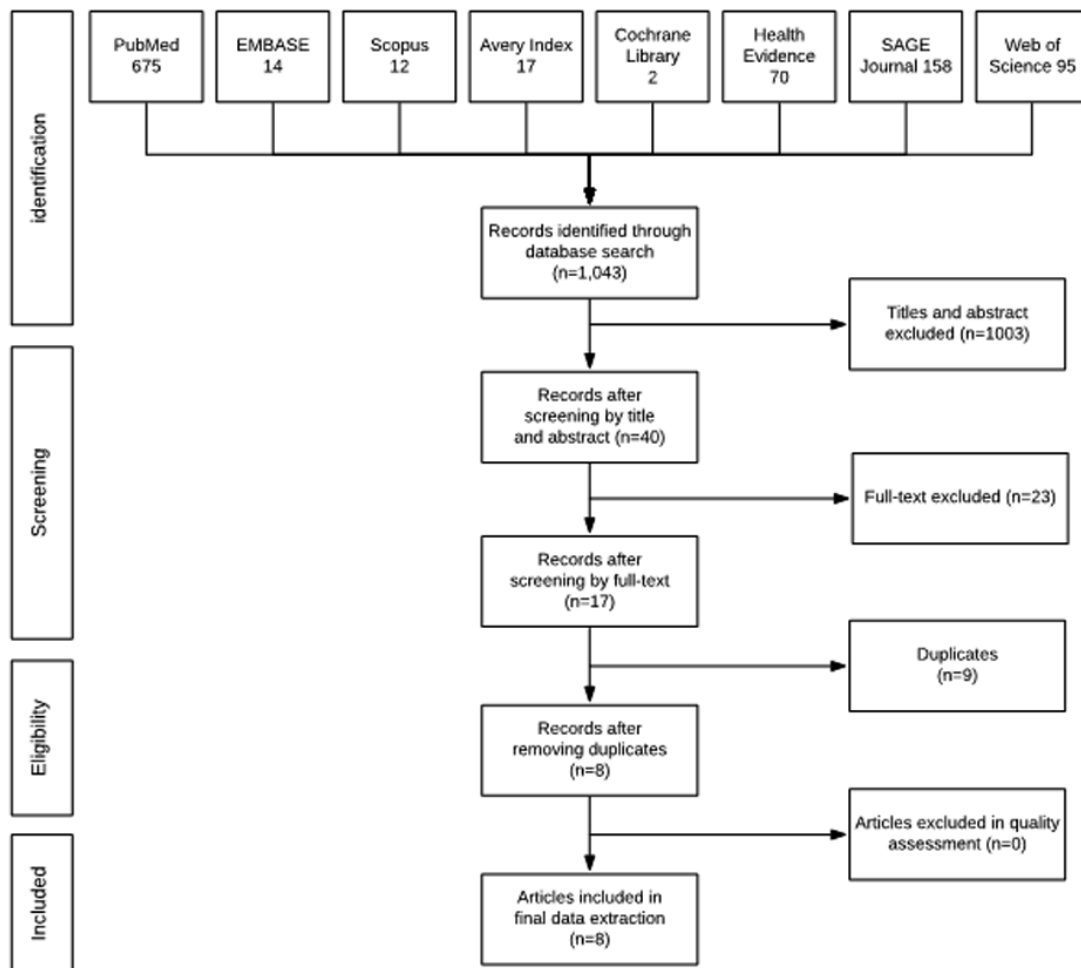 identification
PubMed
675
EMBASE
14
Scopus
12
Avery Index
17
Cochrane
Library
2
Health
Evidence
70
SAGE
Journal 158
Web of
Science 95
Records identified through
database search
(n=1,043)
Titles and abstract
excluded (n=1003)
Screening
Records after
screening by title
and abstract (n=40)
Full-text excluded (n=23)
Records after
screening by full-text
(n=17)
Duplicates
(n=9)
Eligibility
Records after
removing duplicates
(n=8)
Articles excluded in quality
assessment (n=0)
Included
Articles included in
final data extraction
(n=8)